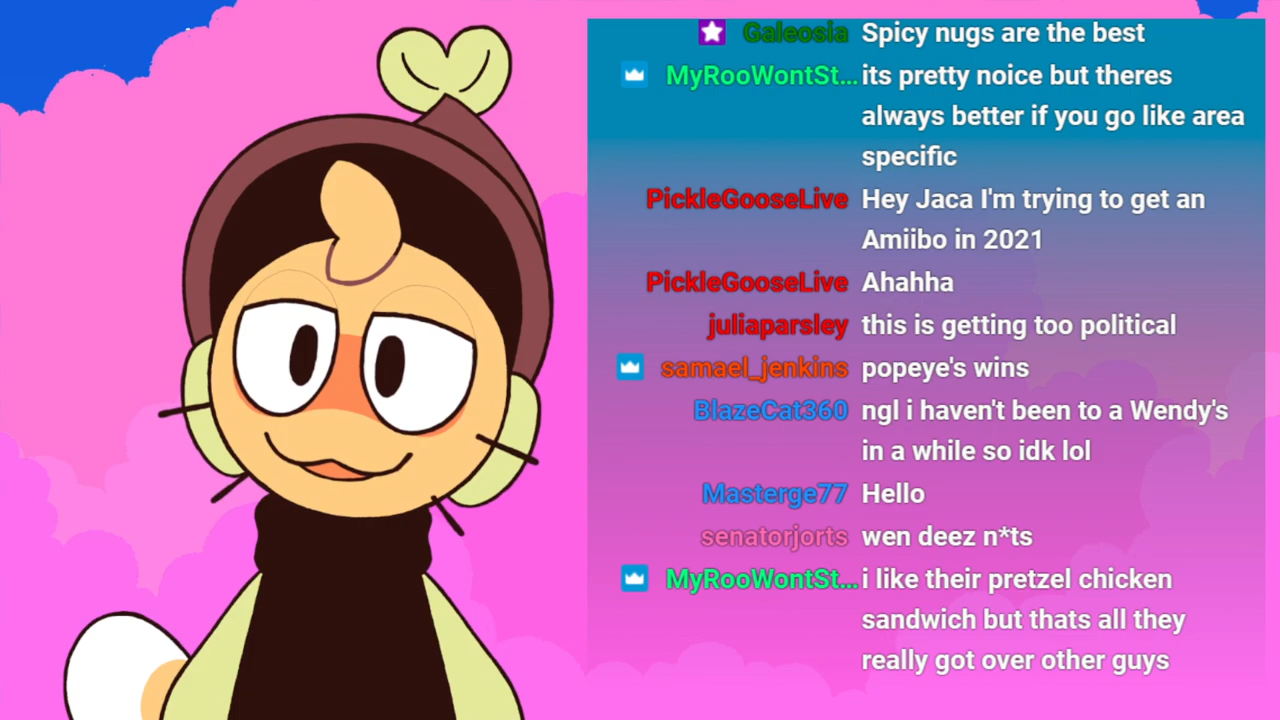 Galeosia Spicy nugs are the best
MyRooWontSt... its pretty noice but theres
always better if you go like area
specific
PickleGooseLive Hey Jaca I'm trying to get an
Amiibo in 2021
PickleGooseLive Ahahha
juliaparsley this is getting too political
samael_jenkins popeye's wins
BlazeCat360 ngl i haven't been to a Wendy's
in a while so idk lol
Masterge77 Hello
senatorjorts wen deez n*ts
MyRooWontSt... i like their pretzel chicken
sandwich but thats all they
really got over other guys